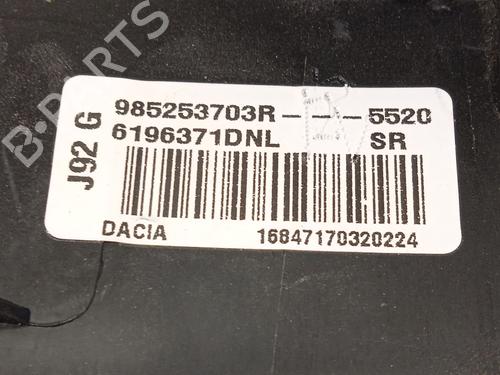 B-PARTS
J92 G
985253703R---5520
6196371DNL SR
DACIA 16847170320224